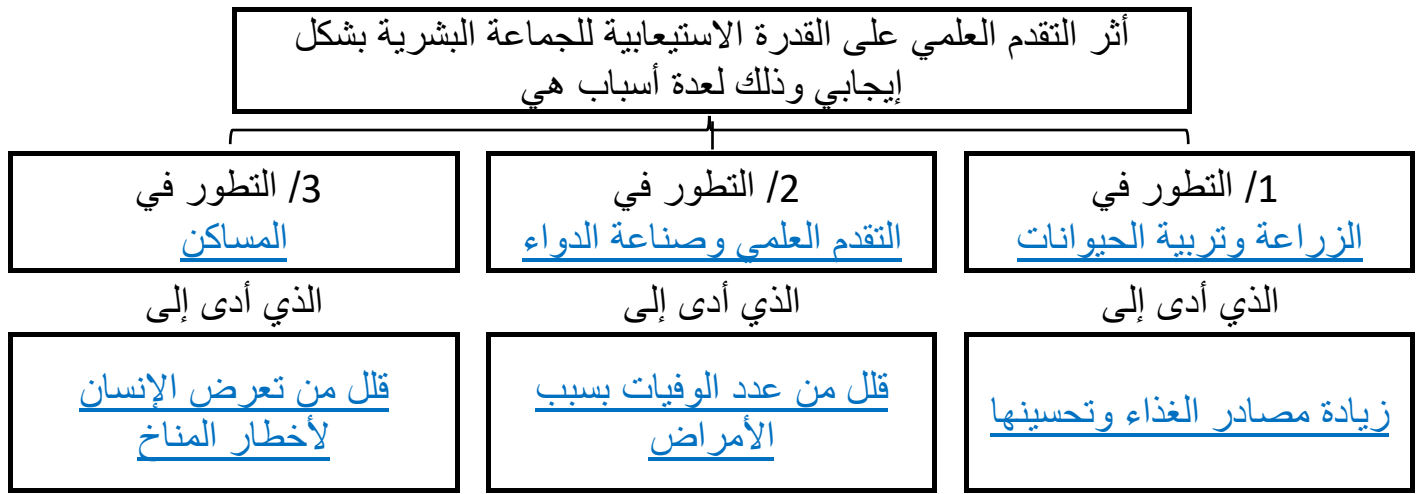 أثر التقدم العلمي على القدرة الاستيعابية للجماعة البشرية بشكل
إيجابي وذلك لعدة أسباب هي
1/ التطور في
الزراعة وتربية الحيوانات
الذي أدى إلى
زيادة مصادر الغذاء وتحسينها
2/ التطور في
التقدم العلمي وصناعة الدواء
الذي أدى إلى
قلل من عدد الوفيات بسبب
الأمراض
3/ التطور في
المساكن
الذي أدى إلى
قلل من تعرض الإنسان
لأخطار المناخ